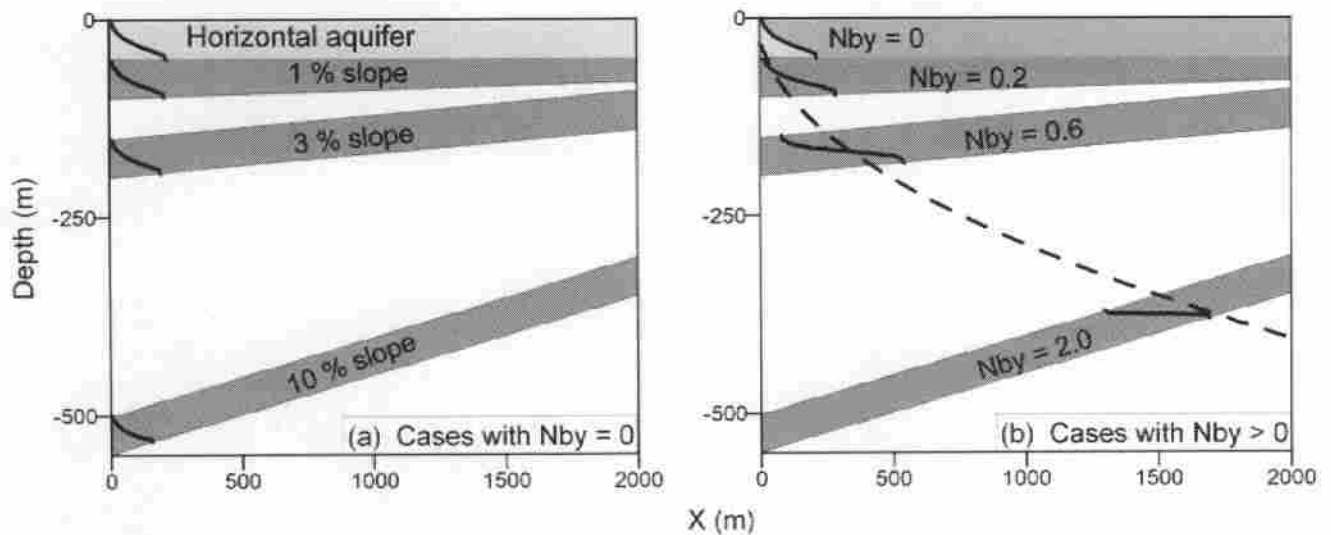 0
Horizontal aquifer
1 % slope
3 % slope
-250
10 % slope
-500
(a) Cases with Nby = 0
0
500
1000
1500
2000
Depth (m)
0
Nby = 0
Nby = 0.2
Nby = 0.6
-250
Nby = 2.0
-500
(b) Cases with Nby > 0
0
500
1000
1500
2000
X (m)